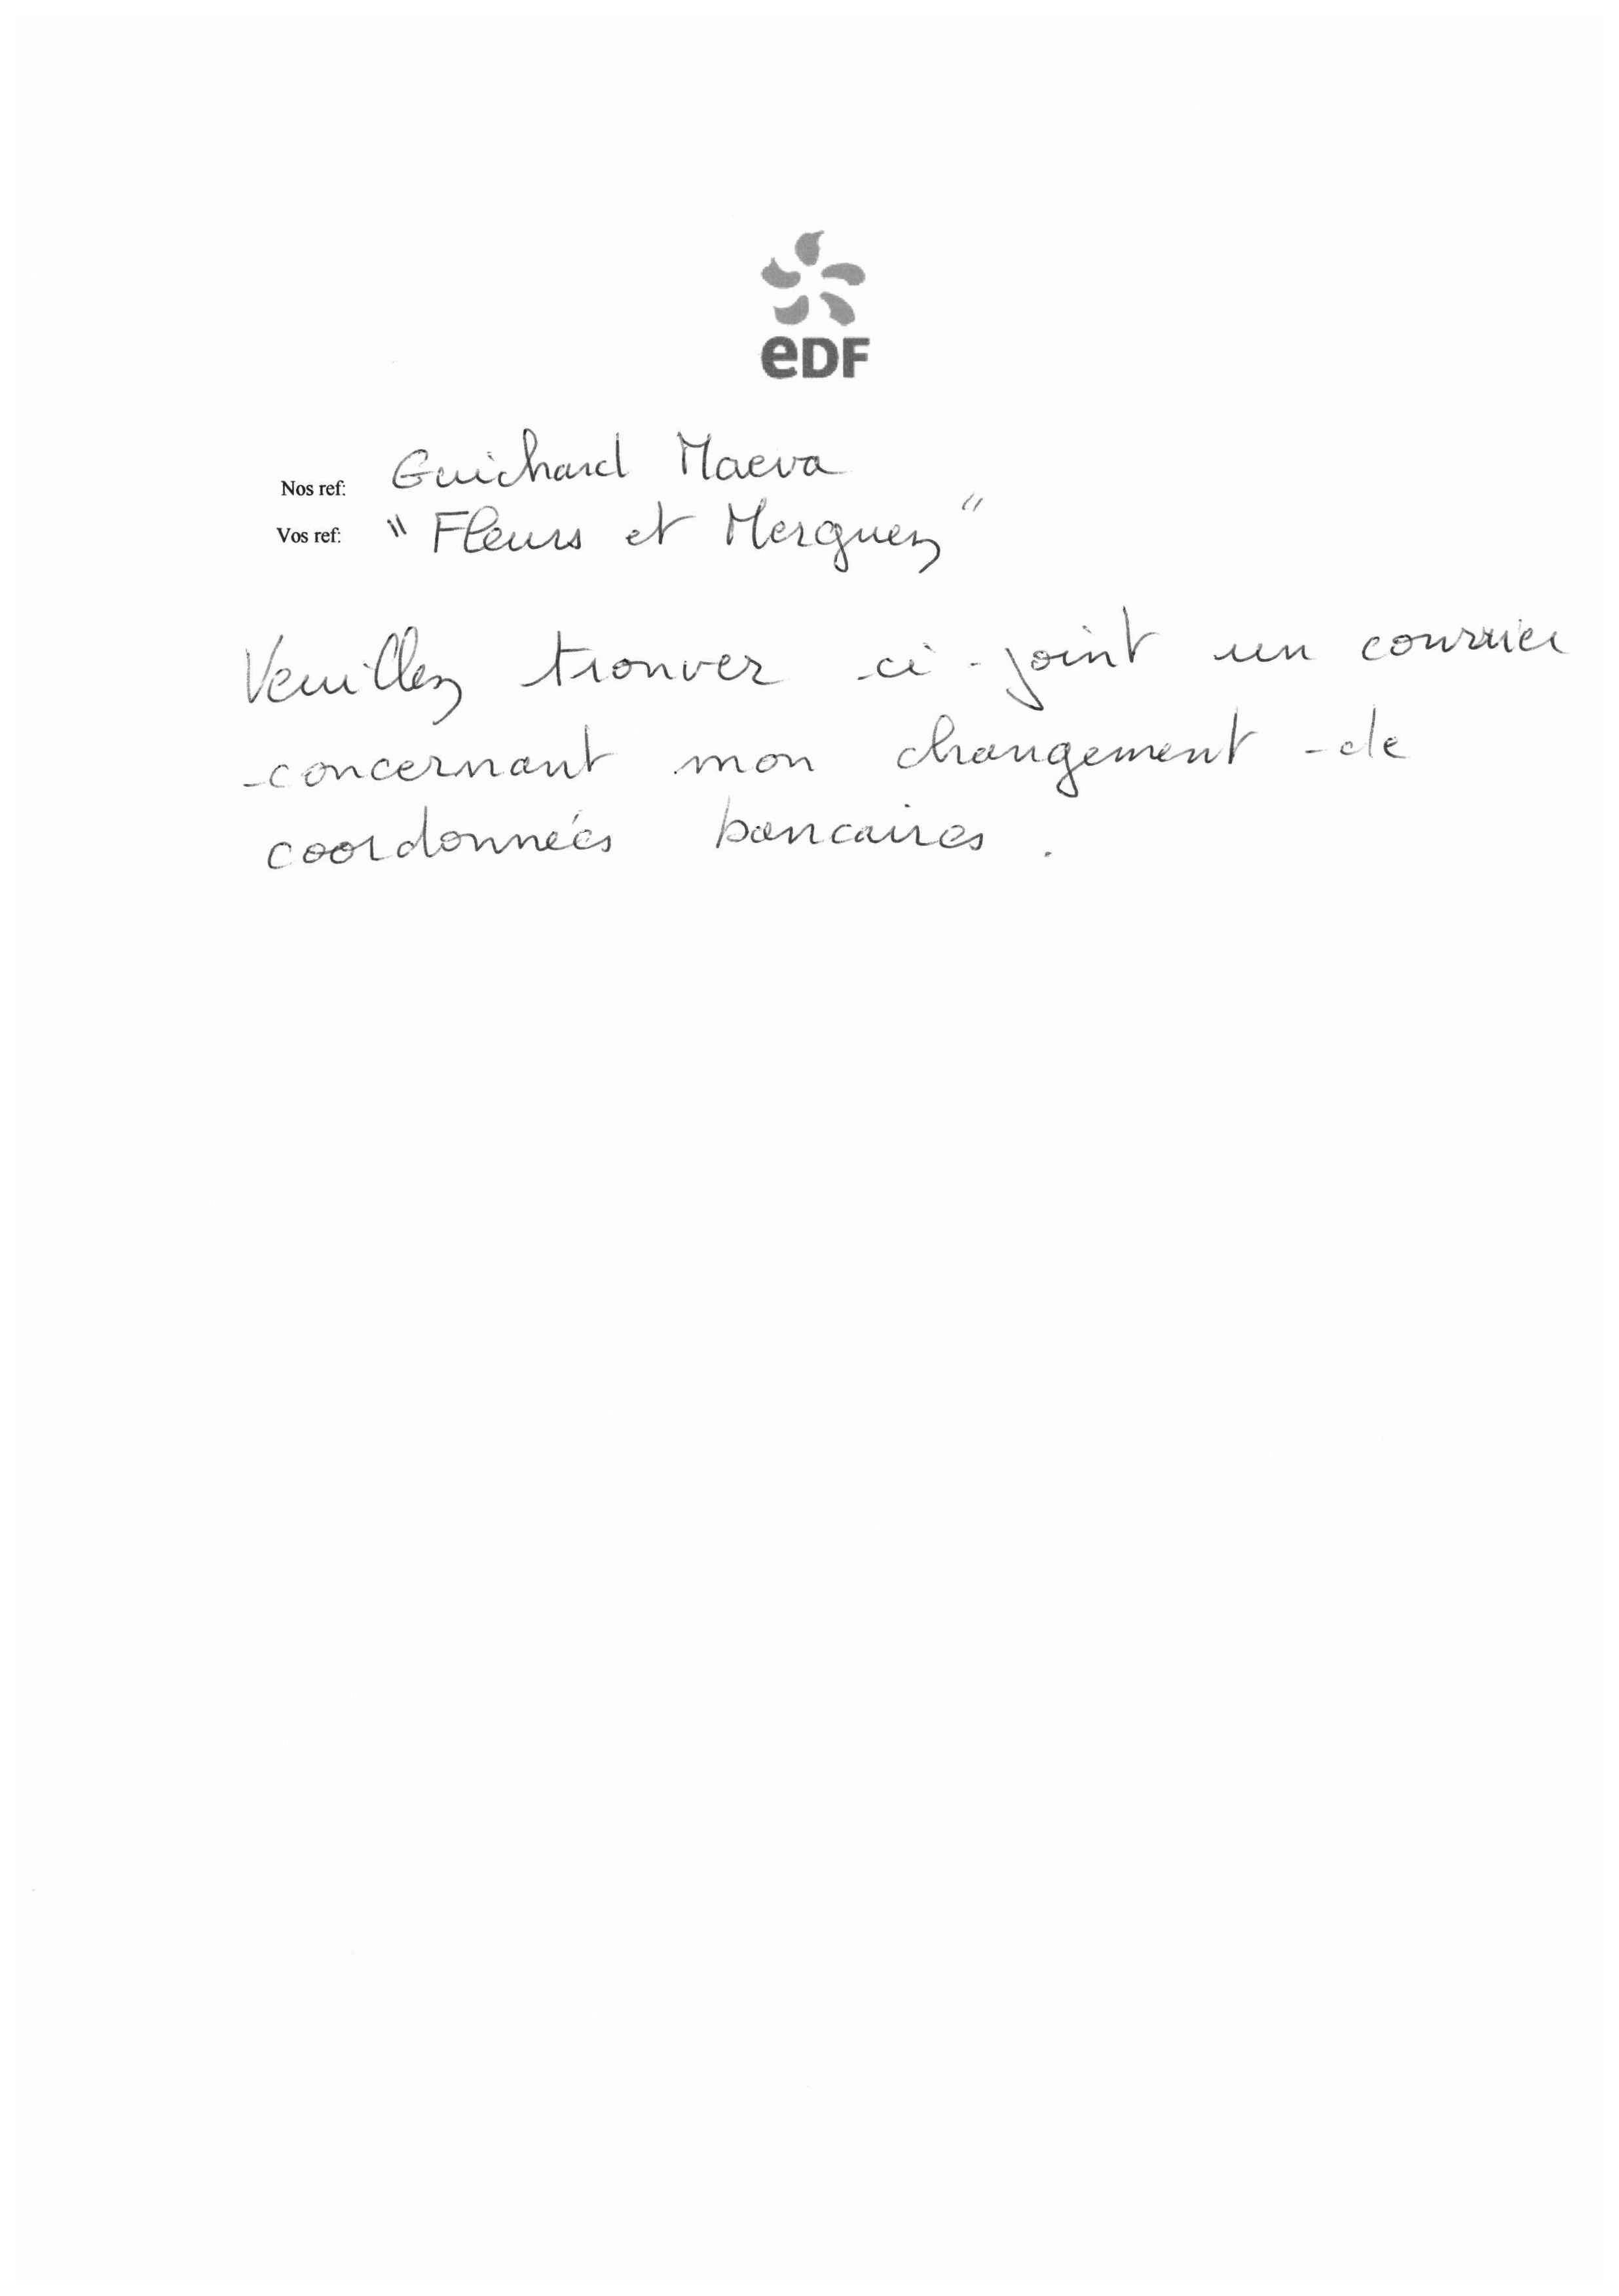 eDF
Nos ref: Guichard Maeva
Vos ref: "Fleurs et Merguez"
Veuillez trouver ci-joint un courrier
concernant mon changement de
coordonnées bancaires.